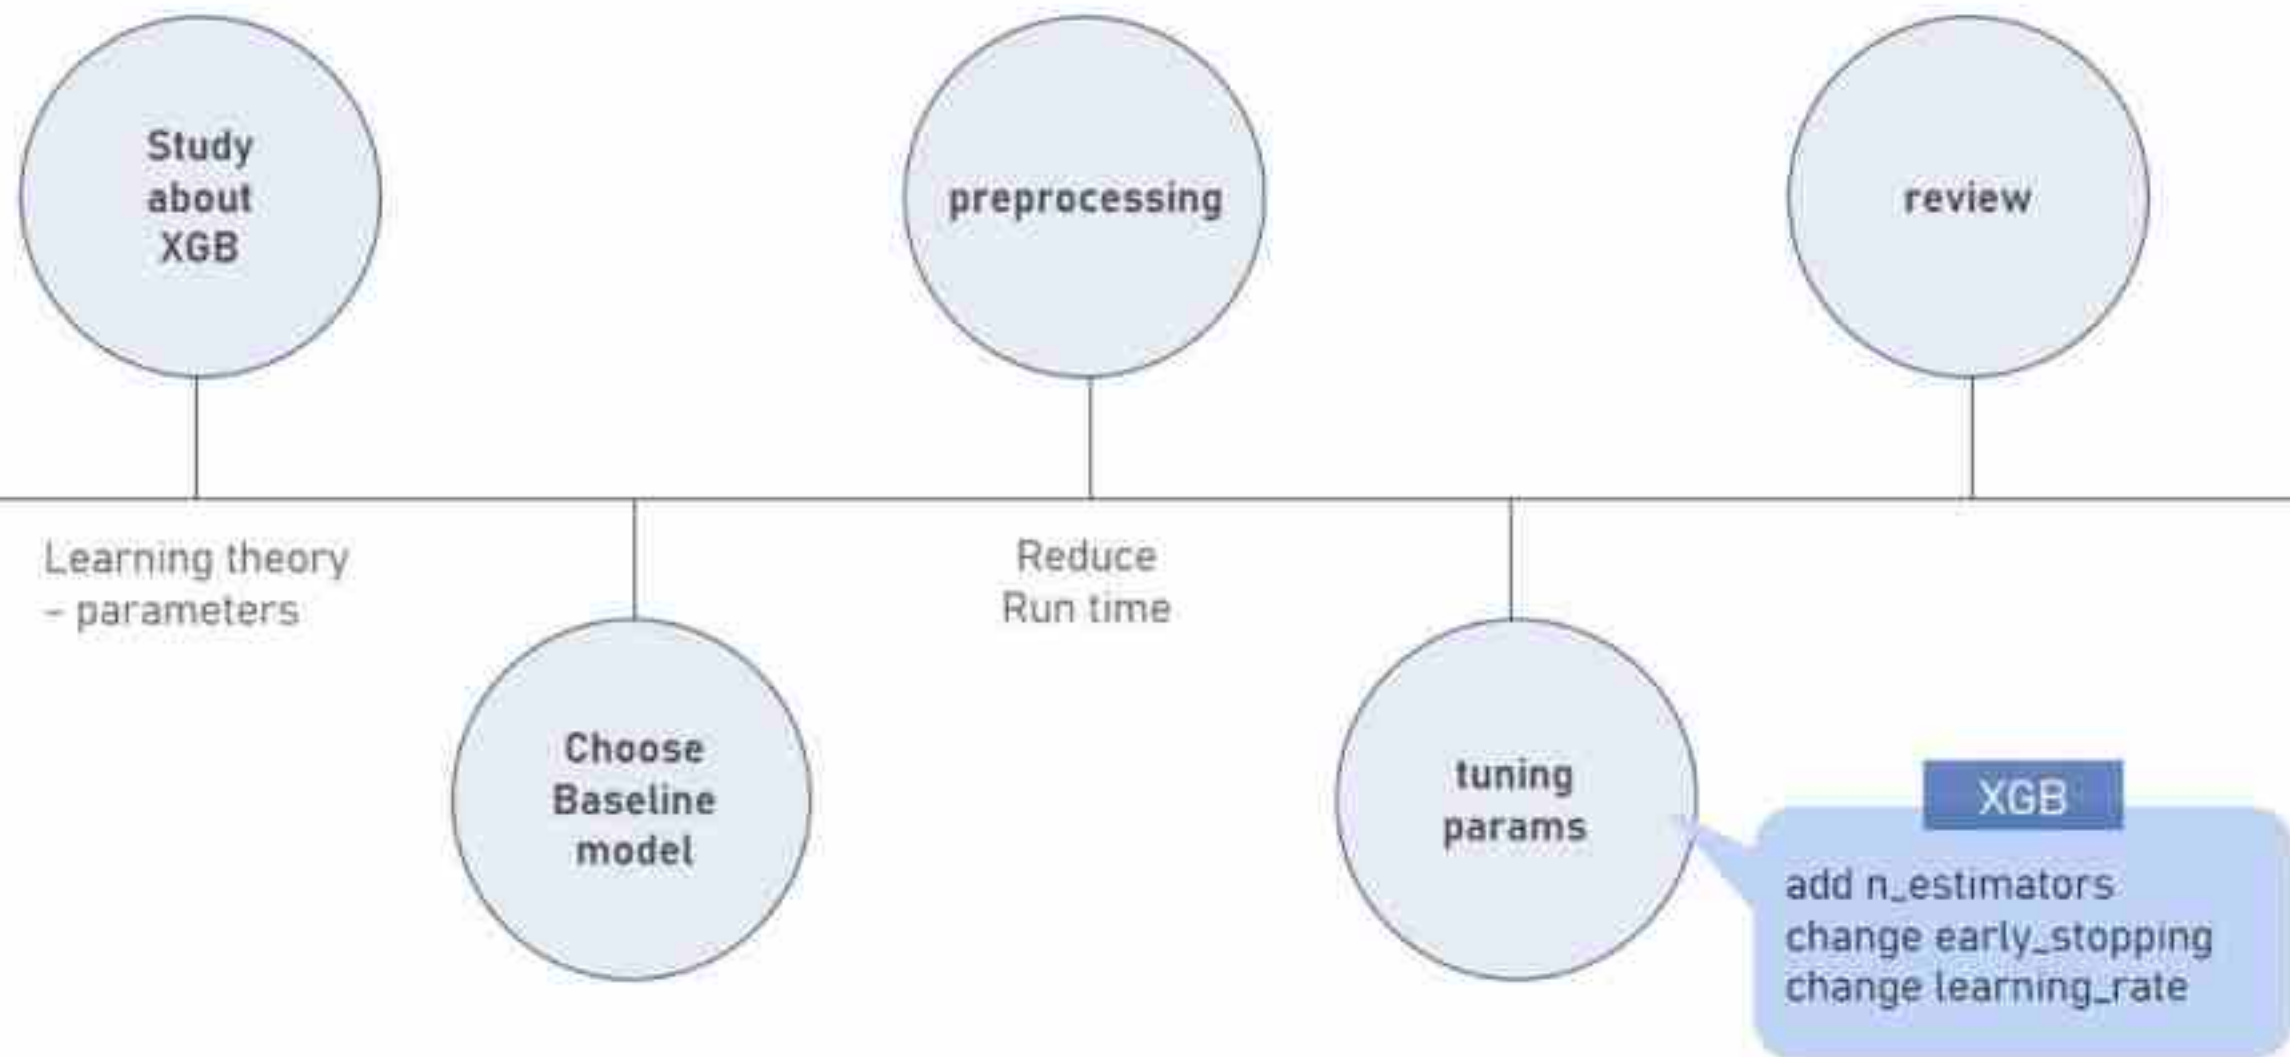 Study
about
XGB
preprocessing
review
Learning theory
- parameters
Reduce
Run time
Choose
Baseline
model
tuning
params
XGB
add n_estimators
change early_stopping
change learning_rate